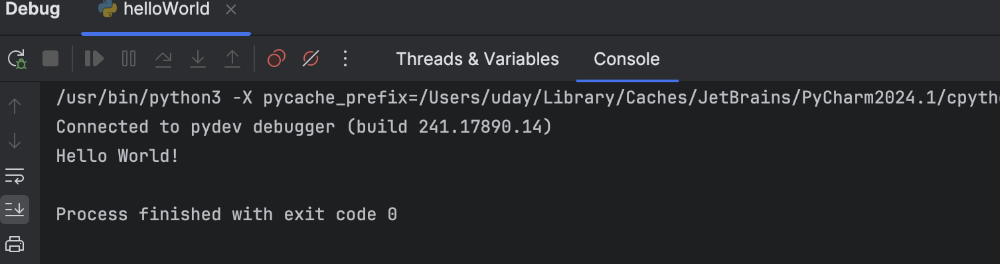 Debug helloWorld
Threads & Variables Console
/usr/bin/python3 -X pycache_prefix=/Users/uday/Library/Caches/JetBrains/PyCharm2024.1/cpyth
Connected to pydev debugger (build 241.17890.14)
Hello World!
Process finished with exit code 0